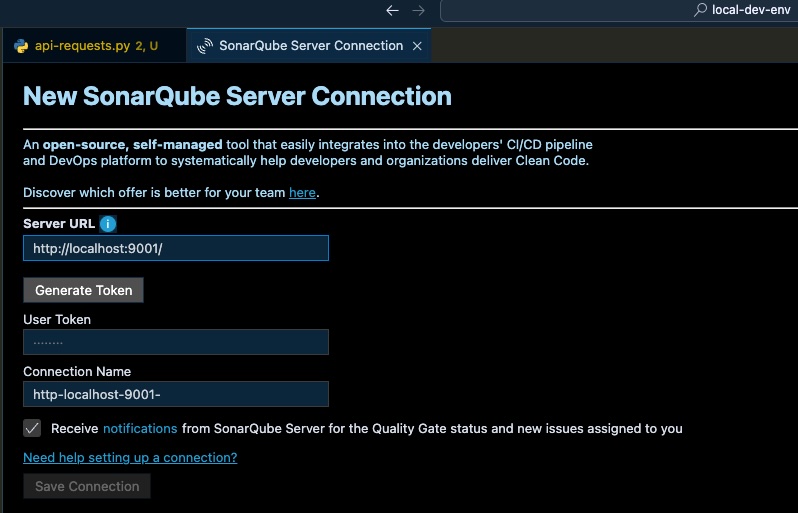 local-dev-env
api-requests.py 2, U
SonarQube Server Connection
New SonarQube Server Connection
An open-source, self-managed tool that easily integrates into the developers' CI/CD pipeline
and DevOps platform to systematically help developers and organizations deliver Clean Code.
Discover which offer is better for your team here.
Server URL i
http://localhost:9001/
Generate Token
User Token
········
Connection Name
http-localhost-9001-
Receive notifications from SonarQube Server for the Quality Gate status and new issues assigned to you
Need help setting up a connection?
Save Connection